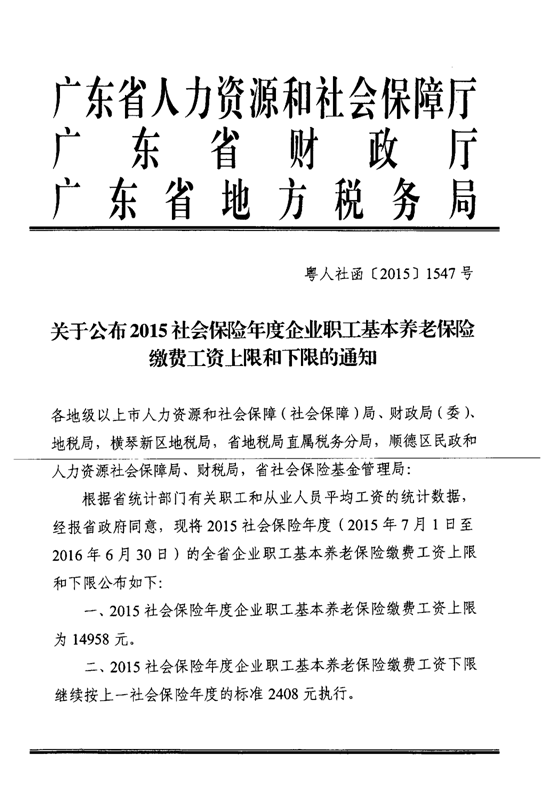 广东省人力资源和社会保障厅
广东省财政厅
广东省地方税务局
粤人社函〔2015〕1547号
关于公布2015社会保险年度企业职工基本养老保险
缴费工资上限和下限的通知
各地级以上市人力资源和社会保障（社会保障）局、财政局（委）、
地税局，横琴新区地税局，省地税局直属税务分局，顺德区民政和
人力资源社会保障局、财税局，省社会保险基金管理局：
根据省统计部门有关职工和从业人员平均工资的统计数据，
经报省政府同意，现将2015社会保险年度（2015年7月1日至
2016年6月30日）的全省企业职工基本养老保险缴费工资上限
和下限公布如下：
一、2015社会保险年度企业职工基本养老保险缴费工资上限
为14958元。
二、2015社会保险年度企业职工基本养老保险缴费工资下限
继续按上一社会保险年度的标准2408元执行。